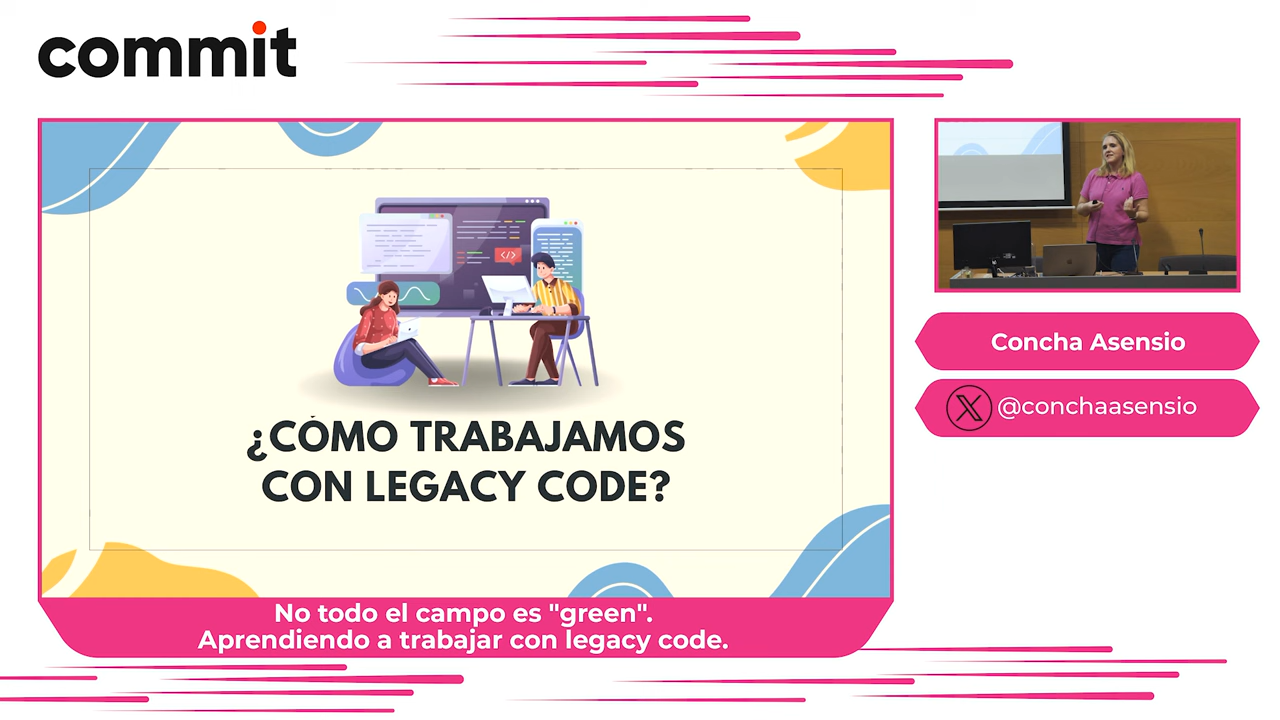 commit
¿CÓMO TRABAJAMOS
CON LEGACY CODE?
</>
Concha Asensio
@conchaasensio
No todo el campo es "green".
Aprendiendo a trabajar con legacy code.